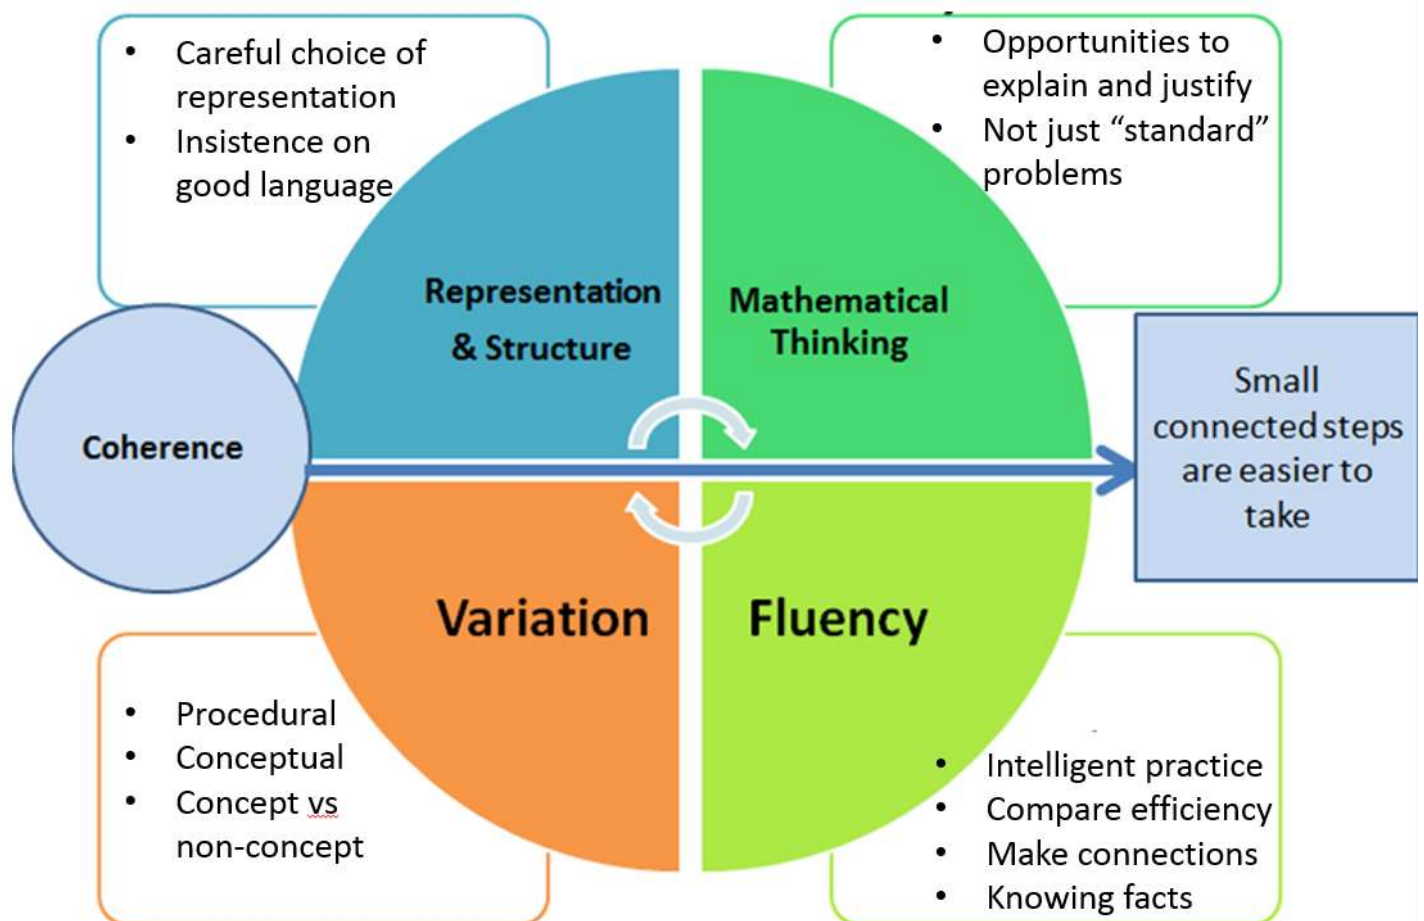 • Careful choice of
representation
• Insistence on
good language
• Opportunities to
explain and justify
• Not just “standard”
problems
Representation
& Structure
Mathematical
Thinking
Coherence
Small
connected steps
are easier to
take
Variation
Fluency
• Procedural
• Conceptual
• Concept vs
non-concept
• Intelligent practice
• Compare efficiency
• Make connections
• Knowing facts